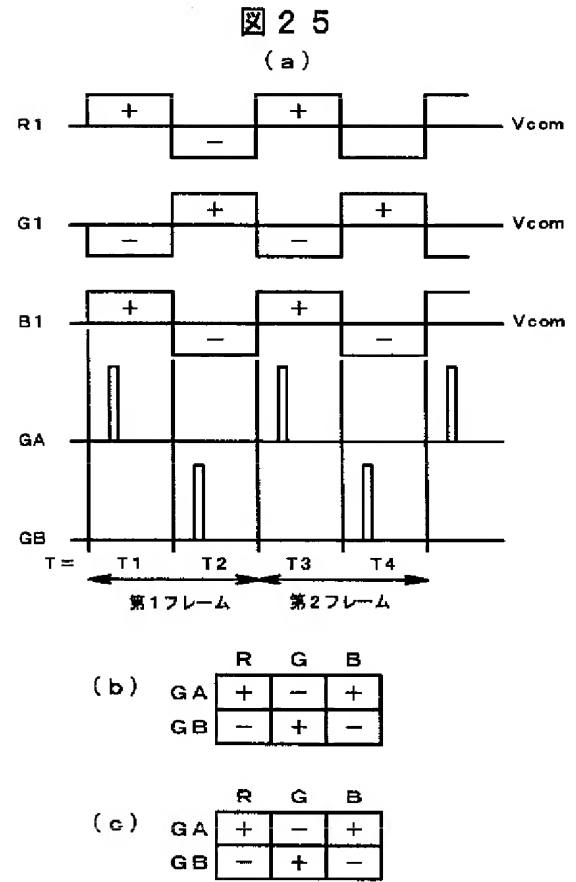 図25
(a)
R1 + − + Vcom
G1 − + − + Vcom
B1 + − + − Vcom
GA
GB
T= T1 T2 T3 T4
第1フレーム 第2フレーム
R G B
(b) GA + − +
GB − + −
R G B
(c) GA + − +
GB − + −